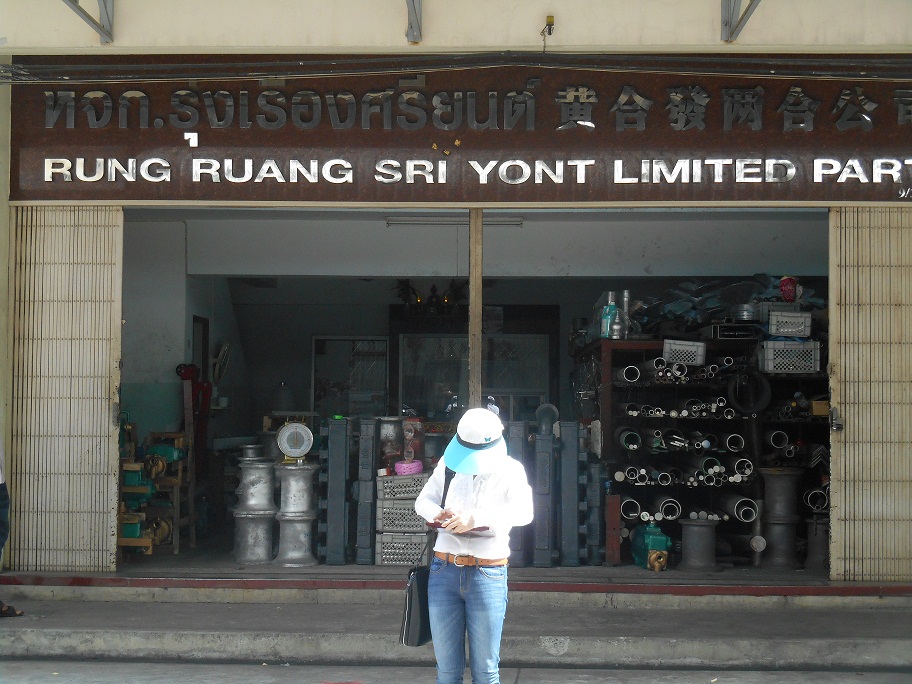 หจก. รุ่งเรืองศรียนต์ 黄合發网合公司
RUNG RUANG SRI YONT LIMITED PART